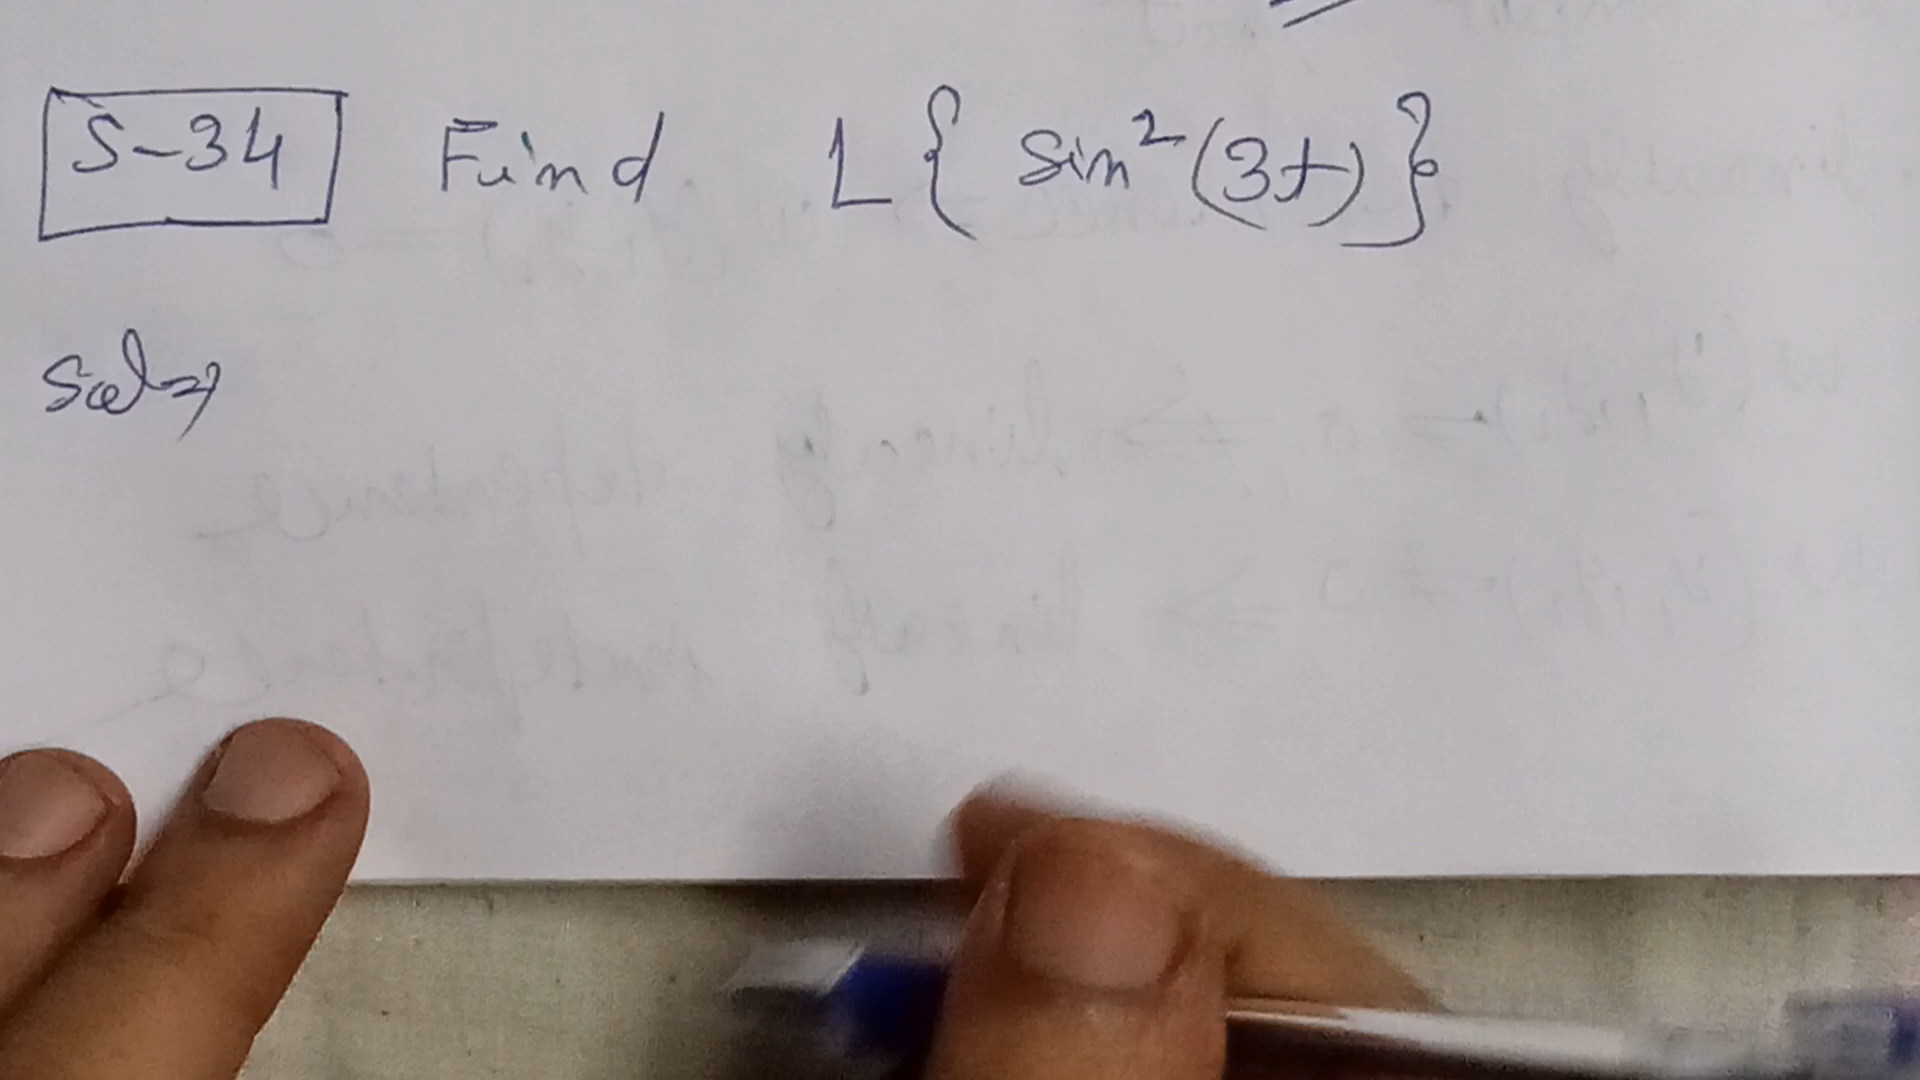 S-34 Find L{ Sin²(3t)}
Sol⇒